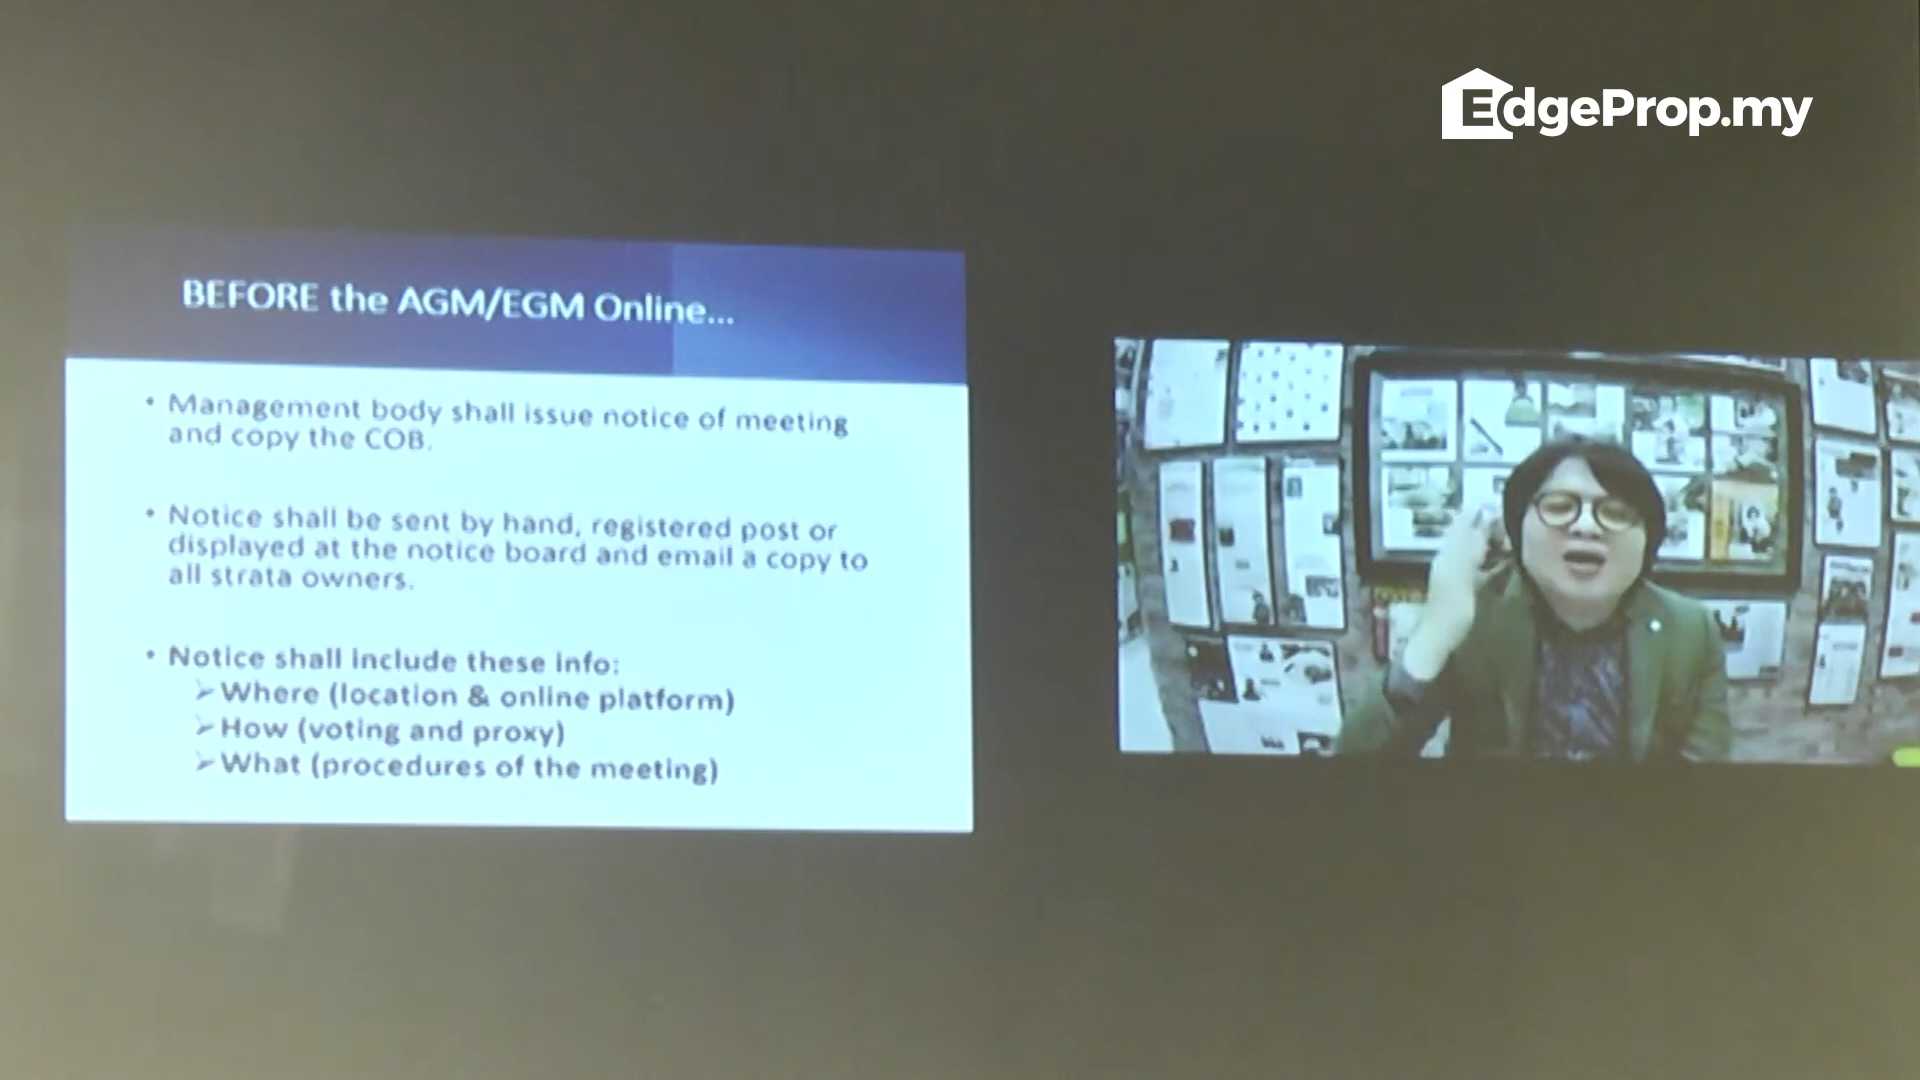 EdgeProp.my
BEFORE the AGM/EGM Online...
• Management body shall issue notice of meeting
and copy the COB.
• Notice shall be sent by hand, registered post or
displayed at the notice board and email a copy to
all strata owners.
• Notice shall include these info:
➢Where (location & online platform)
➢How (voting and proxy)
➢What (procedures of the meeting)